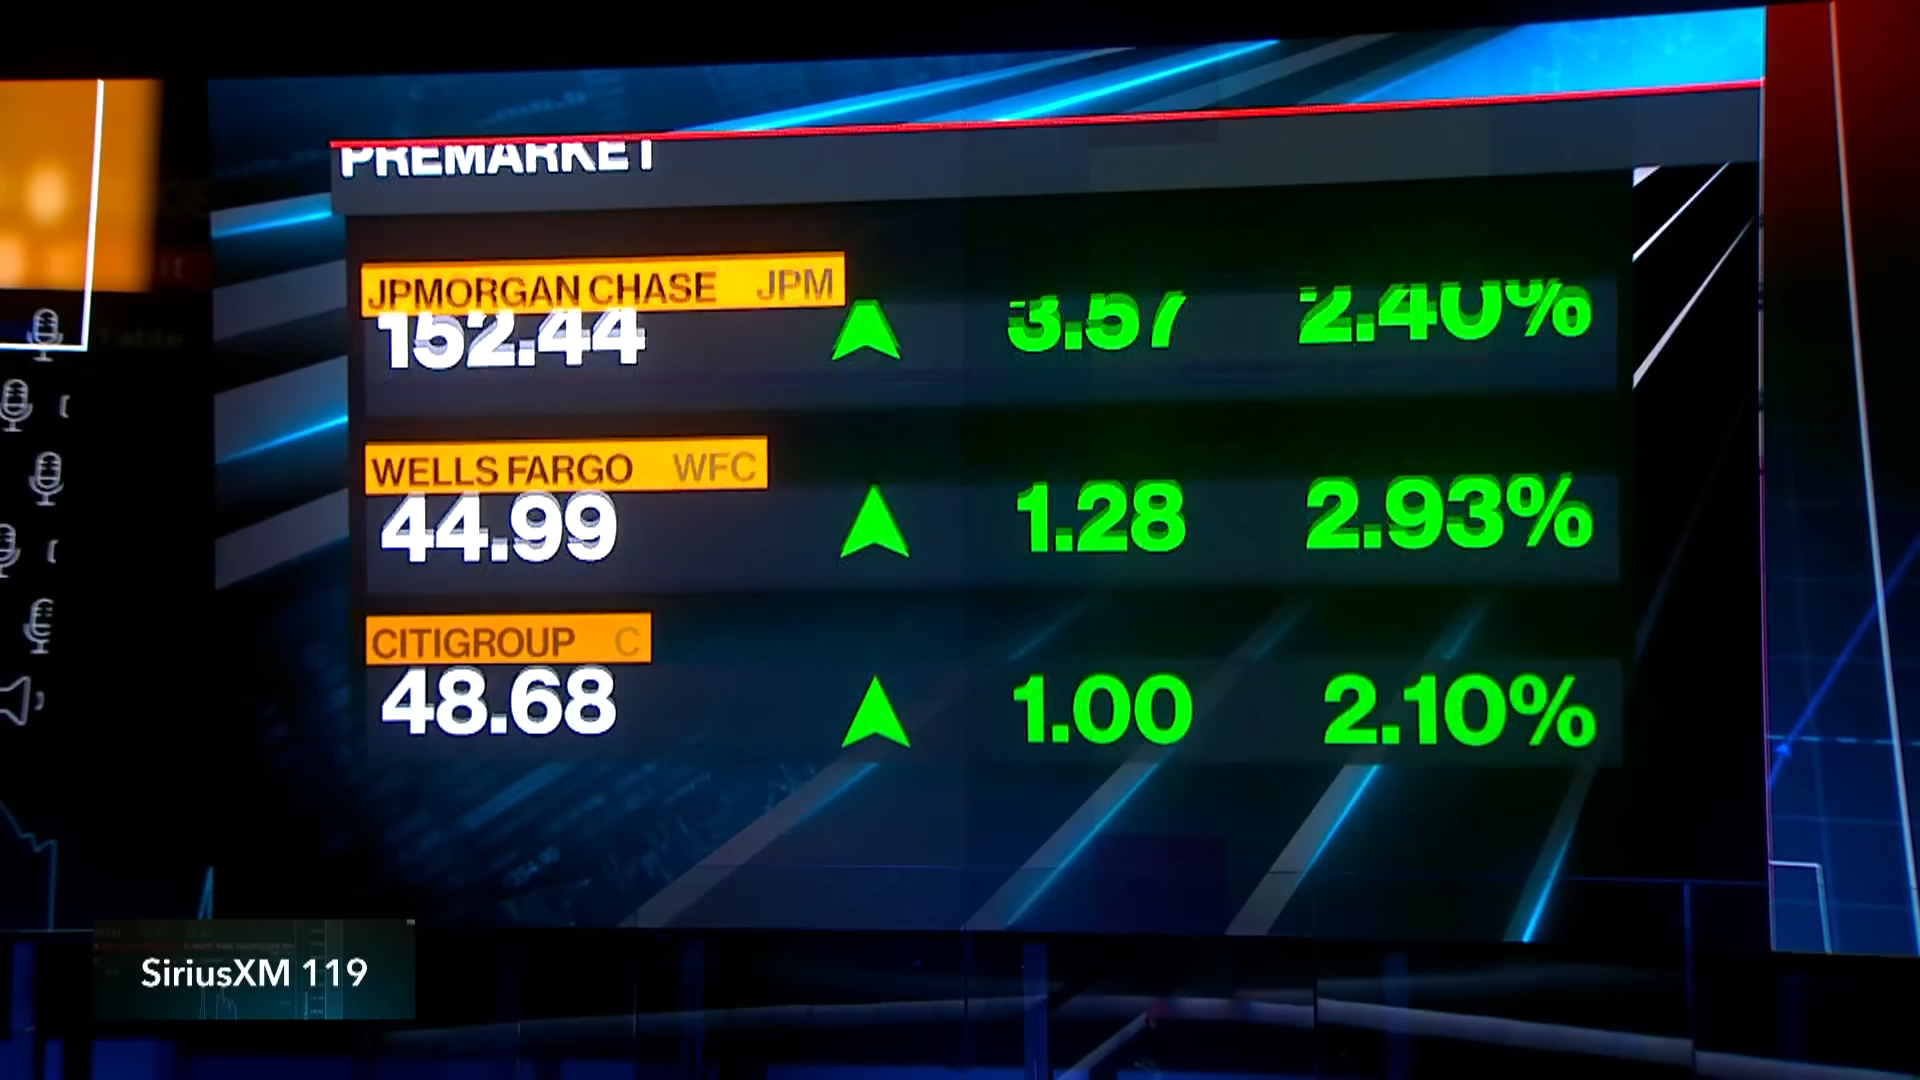 PREMARKET
JPMORGAN CHASE JPM
152.44 3.57 2.40%
WELLS FARGO WFC
44.99 1.28 2.93%
CITIGROUP C
48.68 1.00 2.10%
SiriusXM 119